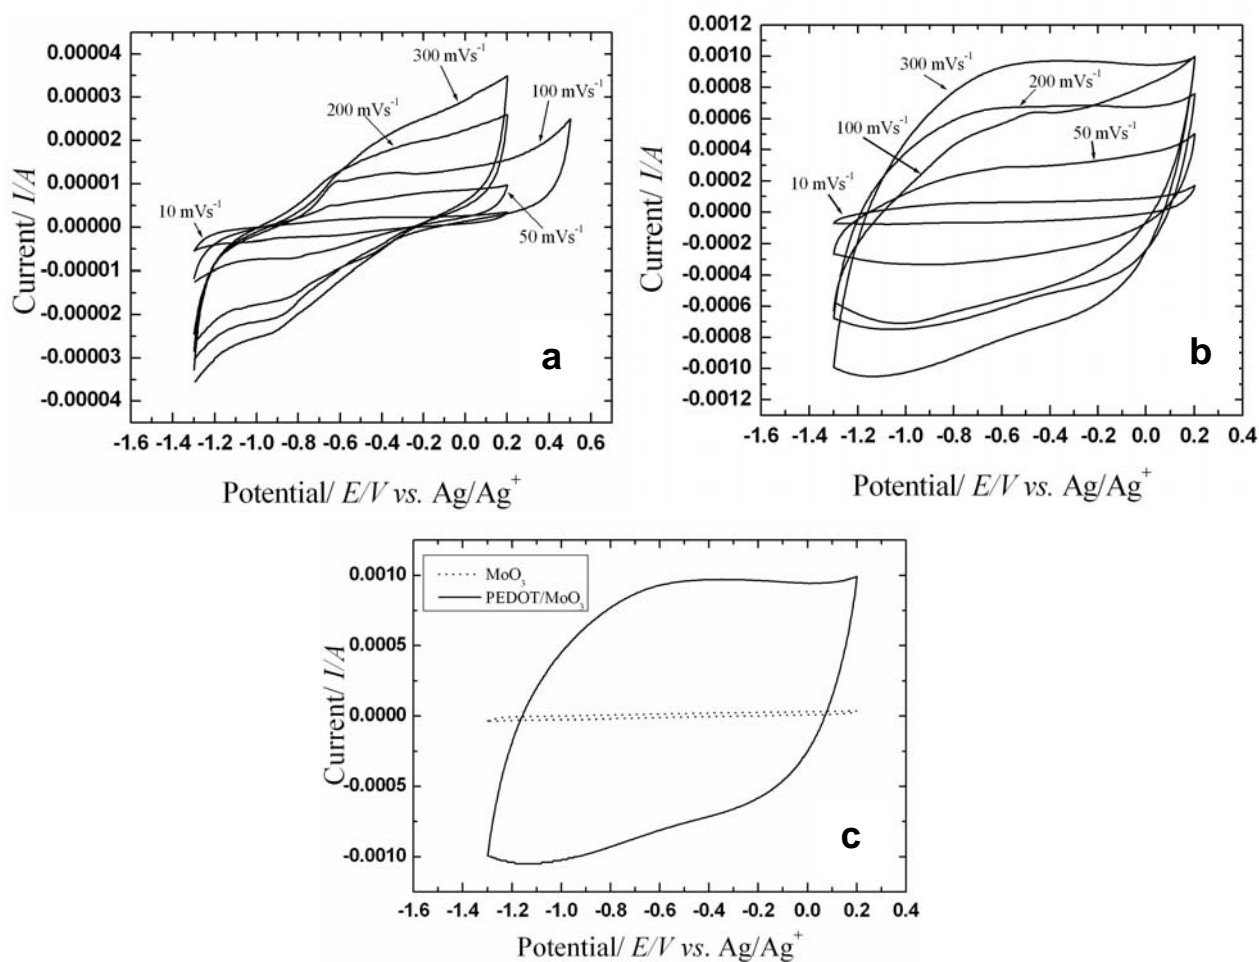 0.00004
0.00003
0.00002
0.00001
0.00000
-0.00001
-0.00002
-0.00003
-0.00004
Current/ I/A
300 mVs⁻¹
200 mVs⁻¹
100 mVs⁻¹
10 mVs⁻¹
50 mVs⁻¹
a
-1.6 -1.4 -1.2 -1.0 -0.8 -0.6 -0.4 -0.2 0.0 0.2 0.4 0.6
Potential/ E/V vs. Ag/Ag⁺
0.0012
0.0010
0.0008
0.0006
0.0004
0.0002
0.0000
-0.0002
-0.0004
-0.0006
-0.0008
-0.0010
-0.0012
Current/ I/A
300 mVs⁻¹
200 mVs⁻¹
100 mVs⁻¹
50 mVs⁻¹
10 mVs⁻¹
b
-1.6 -1.4 -1.2 -1.0 -0.8 -0.6 -0.4 -0.2 0.0 0.2 0.4
Potential/ E/V vs. Ag/Ag⁺
0.0010
0.0005
0.0000
-0.0005
-0.0010
Current/ I/A
MoO₃
PEDOT/MoO₃
c
-1.6 -1.4 -1.2 -1.0 -0.8 -0.6 -0.4 -0.2 0.0 0.2 0.4
Potential/ E/V vs. Ag/Ag⁺